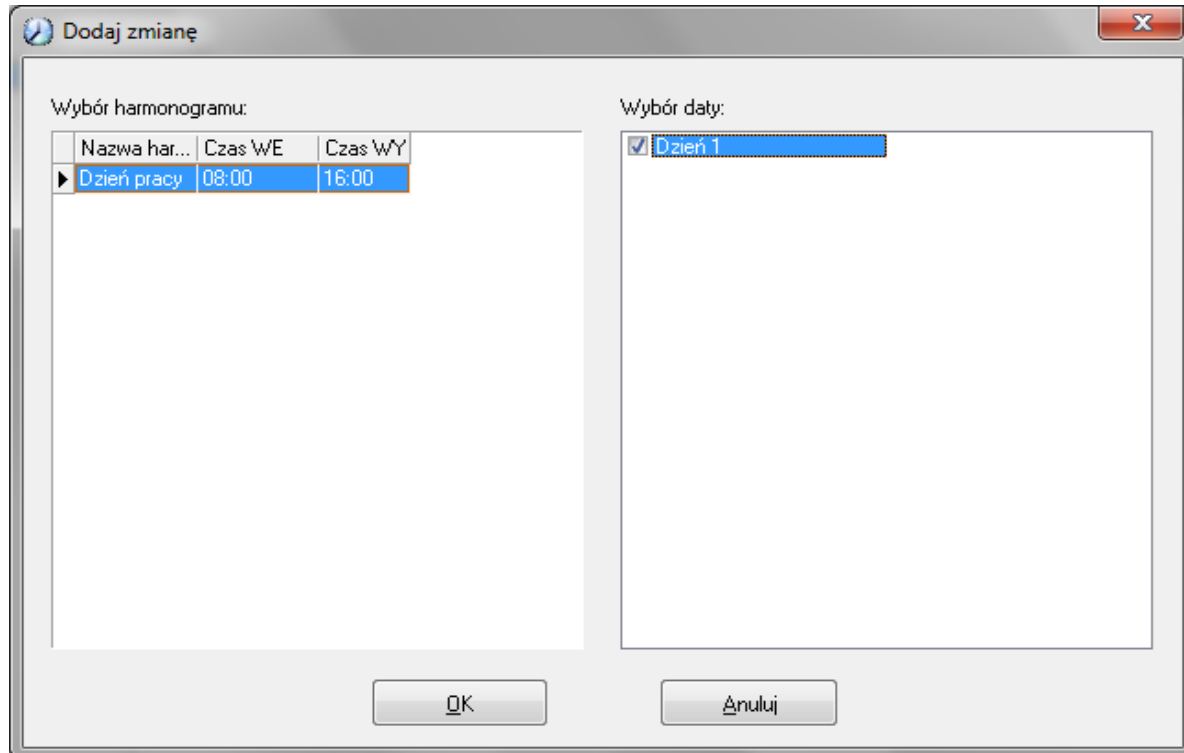 Dodaj zmianę
Wybór harmonogramu:
Nazwa har... Czas WE Czas WY
Dzień pracy 08:00 16:00
Wybór daty:
Dzień 1
OK Anuluj